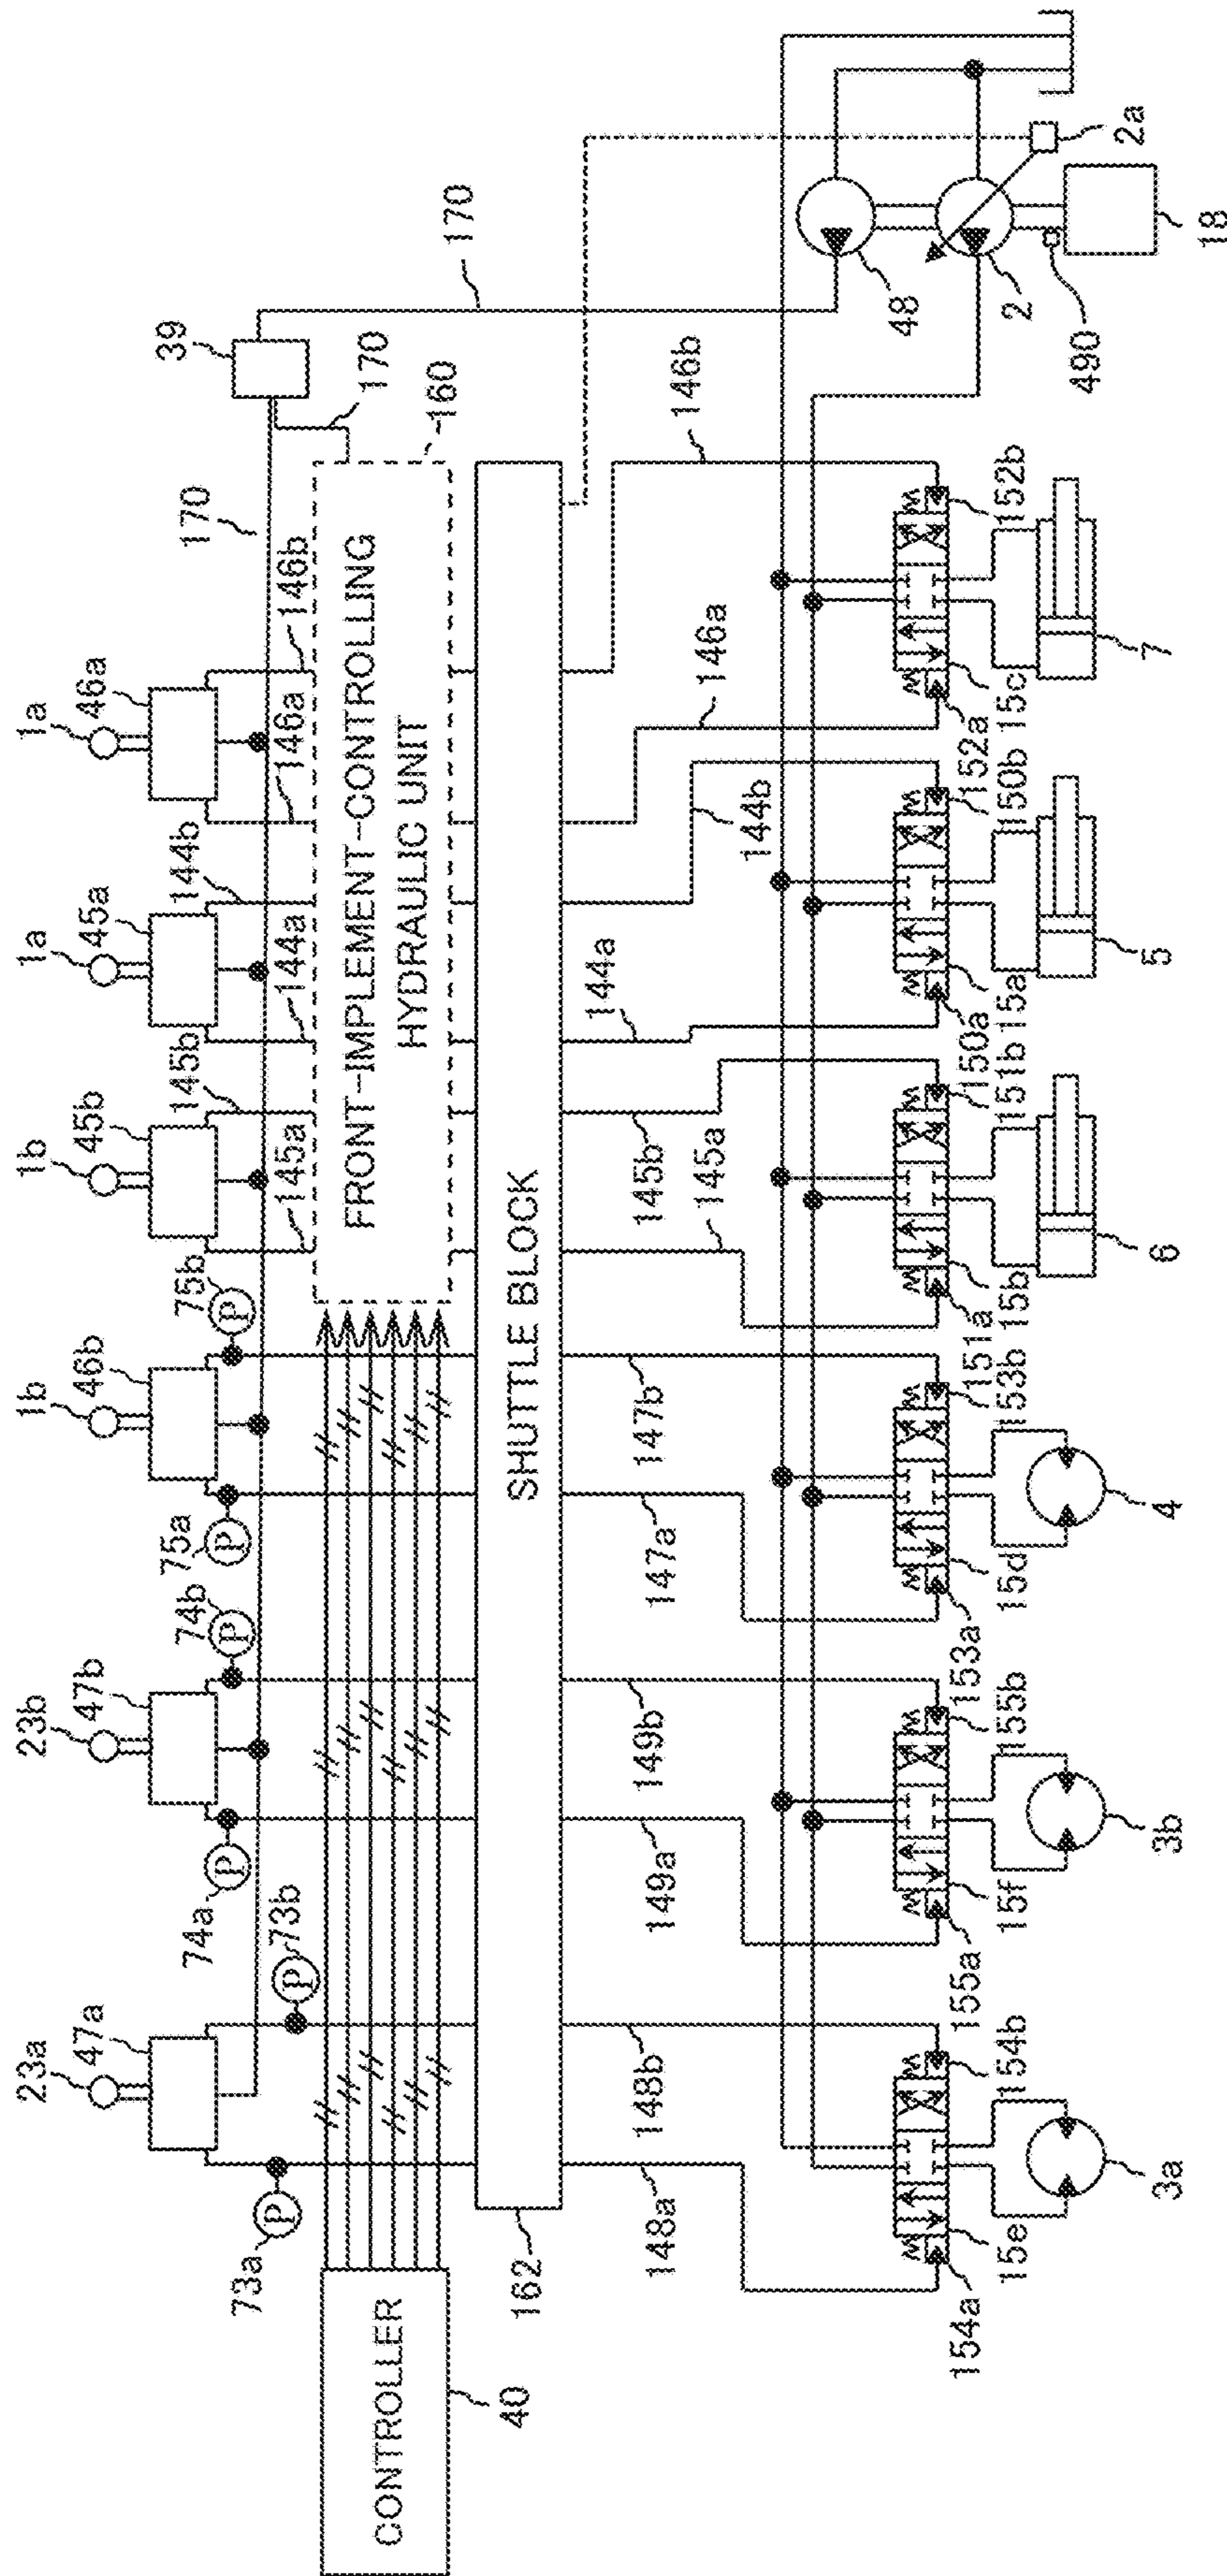 23a
47a
23b
47b
1b
46b
1b
45b
1a
45a
1a
46a
39
73a
P
P
73b
74a
P
P
74b
75a
P
P
75b
145a
145b
144a
144b
146a
146b
170
170
170
160
CONTROLLER
40
FRONT-IMPLEMENT-CONTROLLING
HYDRAULIC UNIT
SHUTTLE BLOCK
162
148a
148b
149a
149b
147a
147b
145b
145a
144a
144b
146a
146b
154a
15e
154b
155a
15f
155b
153a
15d
153b
151a
15b
151b
150a
15a
150b
152a
15c
152b
3a
3b
4
6
5
7
48
2
490
18
2a